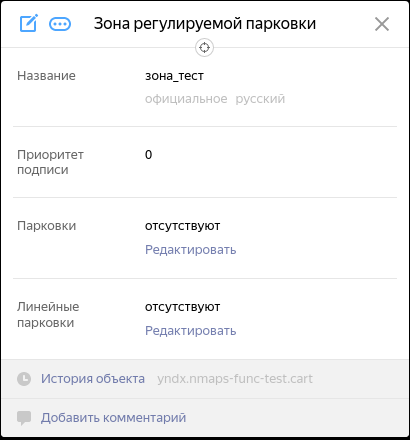 Зона регулируемой парковки
Название
зона_тест
официальное русский
Приоритет
подписи
0
Парковки
отсутствуют
Редактировать
Линейные
парковки
отсутствуют
Редактировать
История объекта yndx.nmaps-func-test.cart
Добавить комментарий